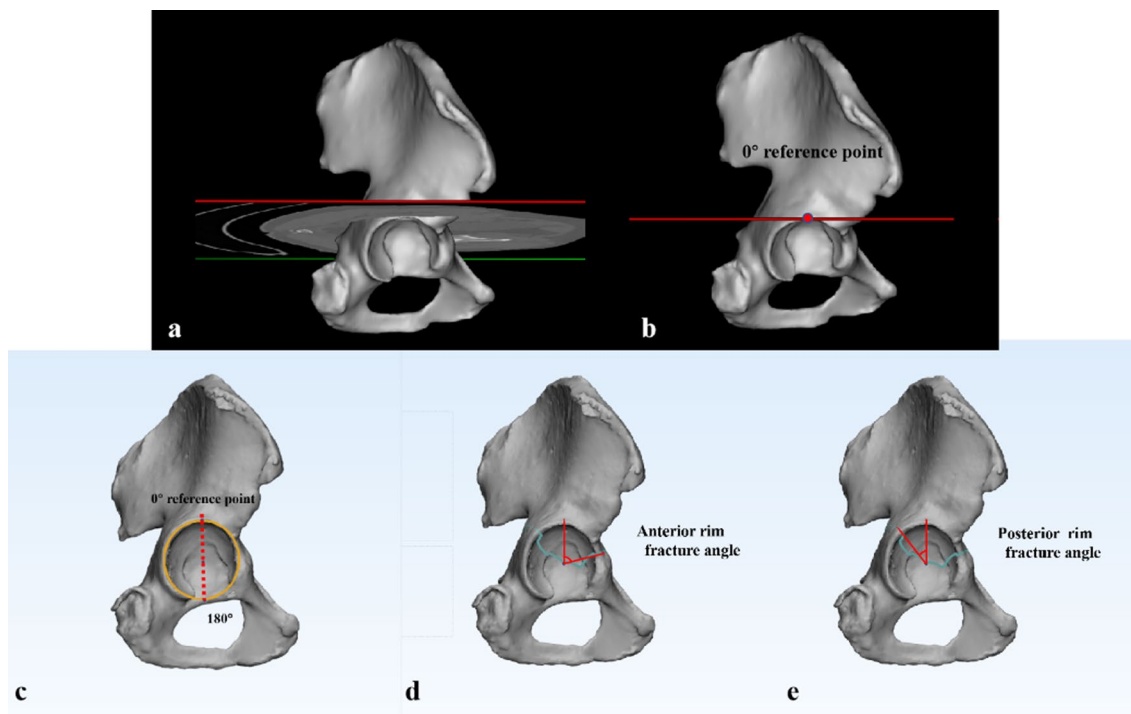 0° reference point
a
b
0° reference point
180°
c
Anterior rim
fracture angle
d
Posterior rim
fracture angle
e